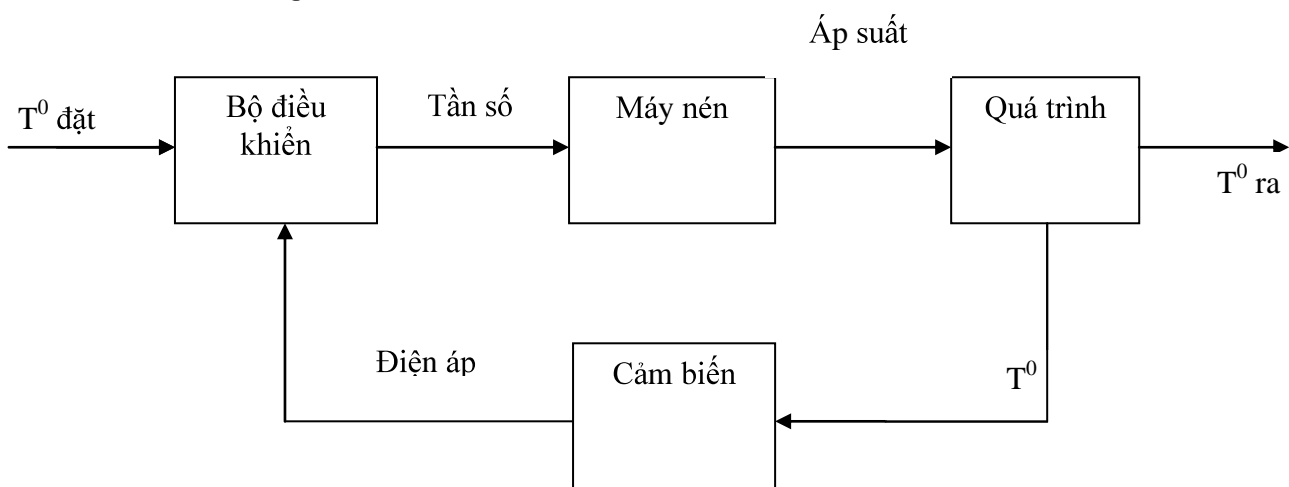 Áp suất
T⁰ đặt
Bộ điều
khiển
Tần số
Máy nén
Quá trình
T⁰ ra
Điện áp
Cảm biến
T⁰